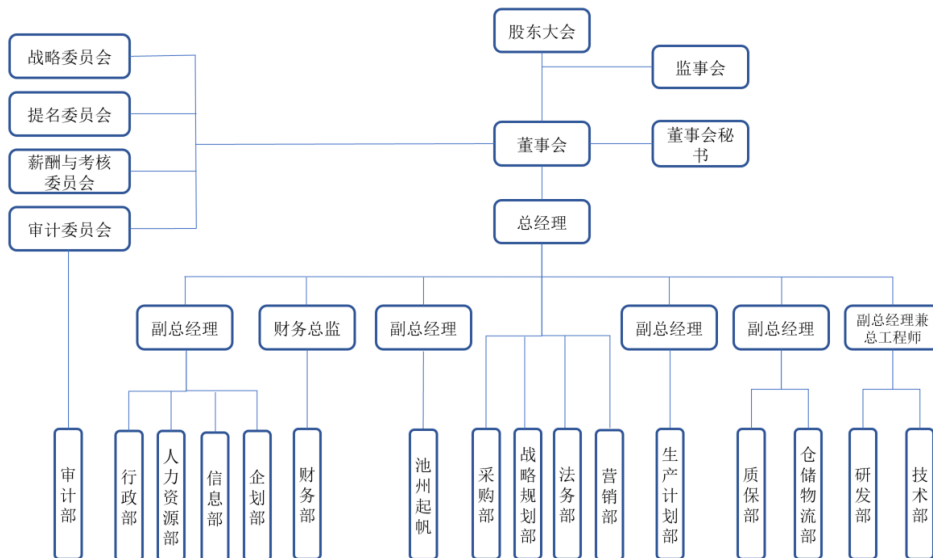 股东大会
战略委员会
监事会
提名委员会
董事会
董事会秘
书
薪酬与考核
委员会
审计委员会
总经理
副总经理
财务总监
副总经理
副总经理
副总经理
副总经理兼
总工程师
审计部
行政部
人力资源部
信息部
企划部
财务部
池州起帆
采购部
战略规划部
法务部
营销部
生产计划部
质保部
仓储物流部
研发部
技术部